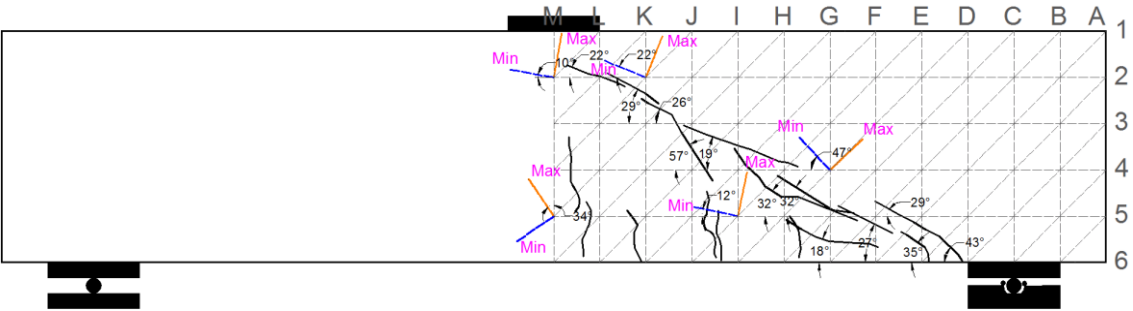 M L K J I H G F E D C B A
1
Max Max
Min 10° 22° Min 22°
2
29° 26°
3
Min Max
57° 19° 47°
Max
4
Max
12°
Min 32° 32° 29°
34°
5
Min
18° 27° 35° 43°
6